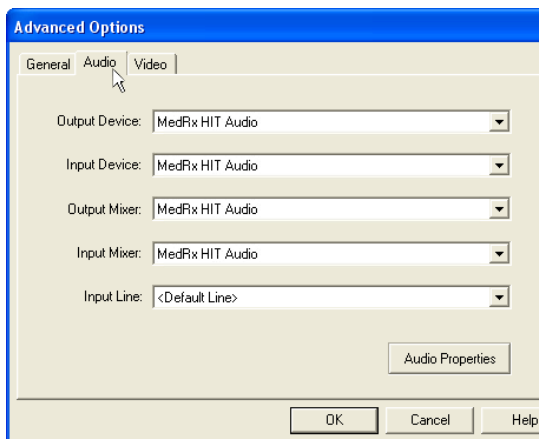 Advanced Options
General Audio Video
Output Device: MedRx HIT Audio
Input Device: MedRx HIT Audio
Output Mixer: MedRx HIT Audio
Input Mixer: MedRx HIT Audio
Input Line: <Default Line>
Audio Properties
OK Cancel Help